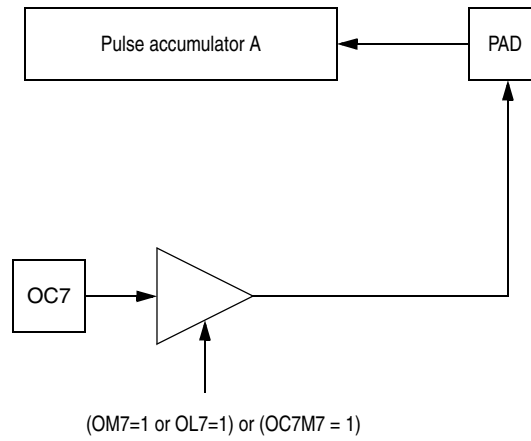 Pulse accumulator A
PAD
OC7
(OM7=1 or OL7=1) or (OC7M7 = 1)